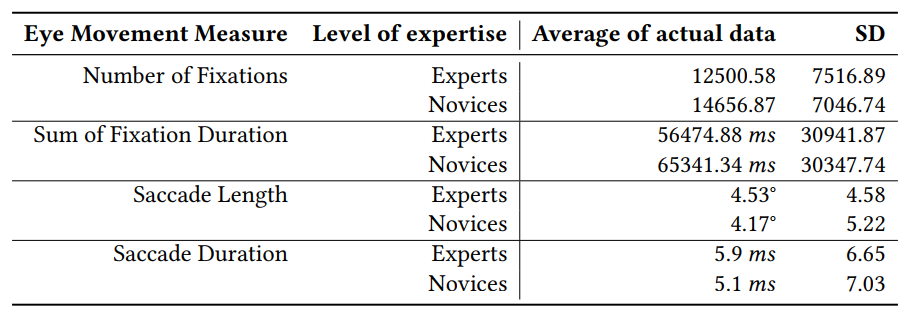 Eye Movement Measure Level of expertise Average of actual data SD
Number of Fixations Experts 12500.58 7516.89
Novices 14656.87 7046.74
Sum of Fixation Duration Experts 56474.88 ms 30941.87
Novices 65341.34 ms 30347.74
Saccade Length Experts 4.53° 4.58
Novices 4.17° 5.22
Saccade Duration Experts 5.9 ms 6.65
Novices 5.1 ms 7.03